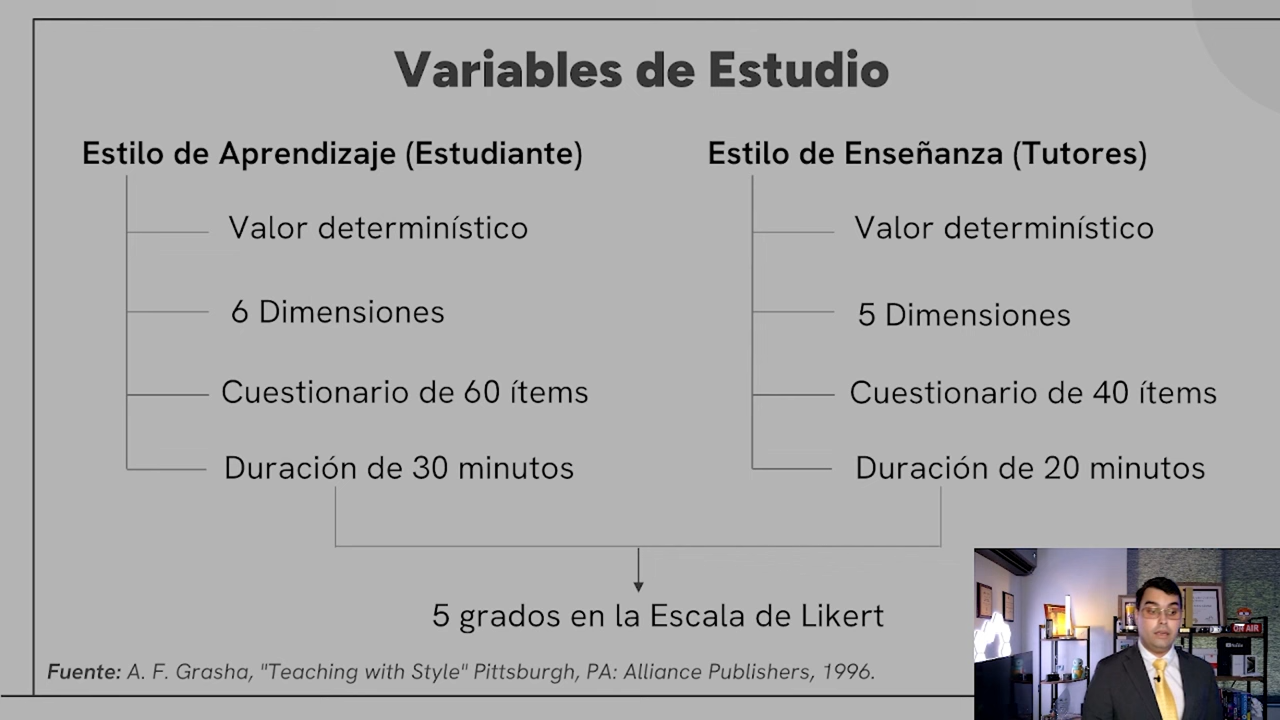 Variables de Estudio
Estilo de Aprendizaje (Estudiante)
Valor determinístico
6 Dimensiones
Cuestionario de 60 ítems
Duración de 30 minutos
Estilo de Enseñanza (Tutores)
Valor determinístico
5 Dimensiones
Cuestionario de 40 ítems
Duración de 20 minutos
5 grados en la Escala de Likert
Fuente: A. F. Grasha, "Teaching with Style" Pittsburgh, PA: Alliance Publishers, 1996.
ON AIR